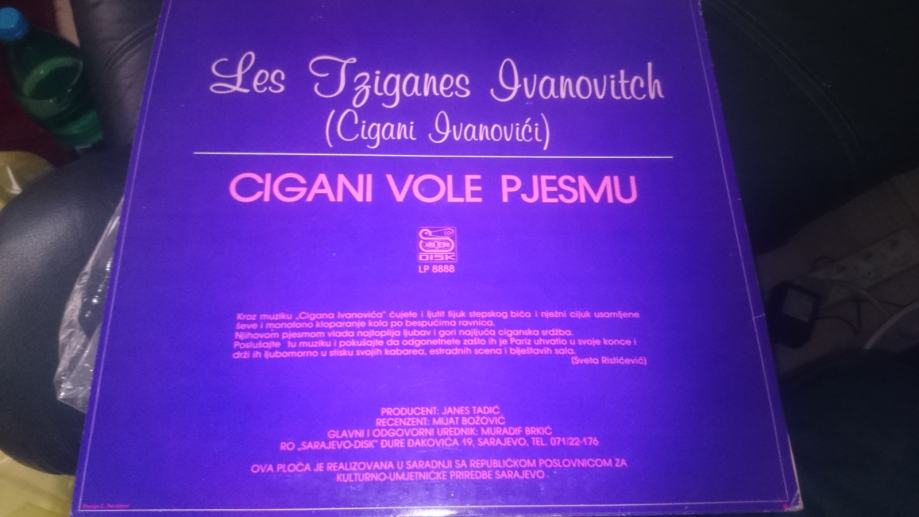 Les Tziganes Ivanovitch
(Cigani Ivanovići)
CIGANI VOLE PJESMU
DISK
LP 8888
Kroz muziku „Cigana Ivanovića" čujete i ljutit fijuk stepskog biča i nježni cijuk usamljene
ševe i monotono kloparanje kola po bespućima ravnica.
Njihovom pjesmom vlada najtoplija ljubav i gori najljuća ciganska srdžba.
Poslušajte tu muziku i pokušajte da odgonetnete zašto ih je Pariz uhvatio u svoje konce i
drži ih ljubomorno u stisku svojih kabarea, estradnih scena i blještavih sala.
(Sveta Ristićević)
PRODUCENT: JANES TADIĆ
RECENZENT: MIJAT BOŽOVIĆ
GLAVNI I ODGOVORNI UREDNIK: MURADIF BRKIĆ
RO „SARAJEVO-DISK" ĐURE ĐAKOVIĆA 19, SARAJEVO, TEL. 071/22-176
OVA PLOČA JE REALIZOVANA U SARADNJI SA REPUBLIČKOM POSLOVNICOM ZA
KULTURNO-UMJETNIČKE PRIREDBE SARAJEVO